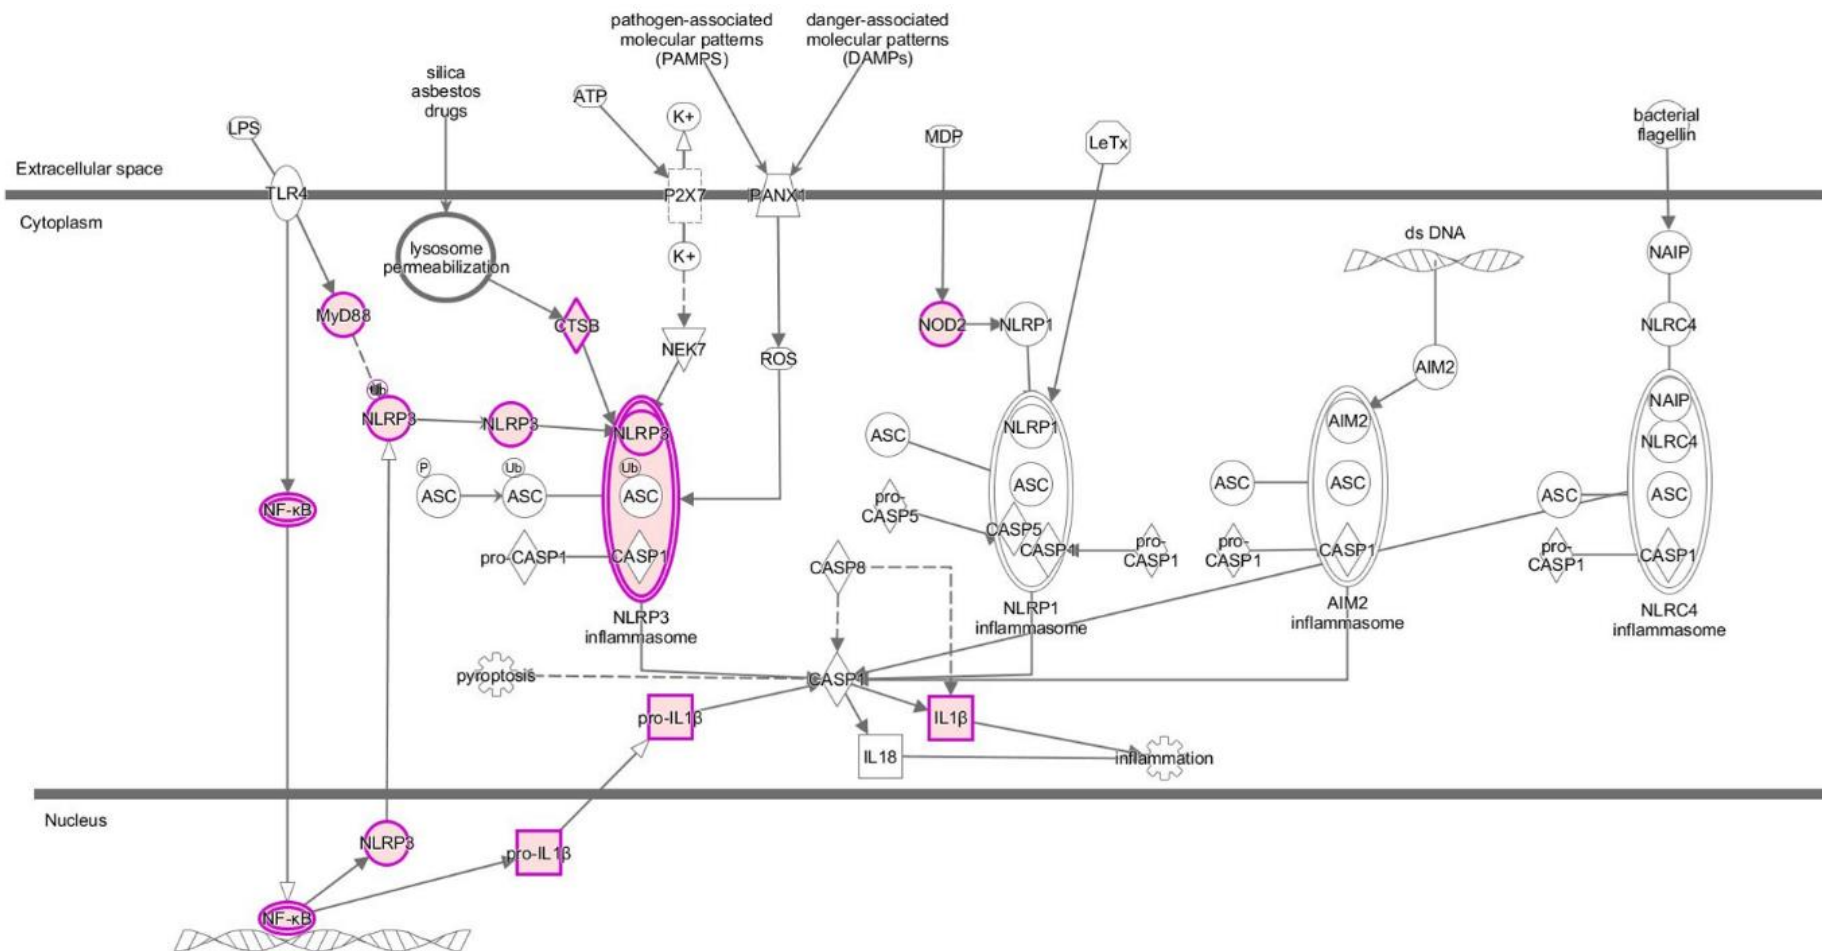 pathogen-associated
molecular patterns
(PAMPS)
danger-associated
molecular patterns
(DAMPs)
silica
asbestos
drugs
ATP
K+
LPS
MDP
LeTx
bacterial
flagellin
Extracellular space
TLR4
P2X7
PANX1
Cytoplasm
lysosome
permeabilization
K+
ds DNA
NAIP
MyD88
CTSB
NEK7
ROS
NOD2
NLRP1
NLRC4
AIM2
Ub
NLRP3
NLRP3
NLRP3
ASC
NLRP1
AIM2
NAIP
NLRC4
P
ASC
Ub
ASC
Ub
ASC
pro-
CASP5
ASC
ASC
ASC
ASC
ASC
NF-κB
pro-CASP1
CASP1
CASP5
CASP1
pro-
CASP1
pro-
CASP1
CASP1
pro-
CASP1
CASP1
CASP8
NLRP3
inflammasome
NLRP1
inflammasome
AIM2
inflammasome
NLRC4
inflammasome
pyroptosis
CASP1
pro-IL1β
IL1β
IL18
inflammation
Nucleus
NLRP3
pro-IL1β
NF-κB